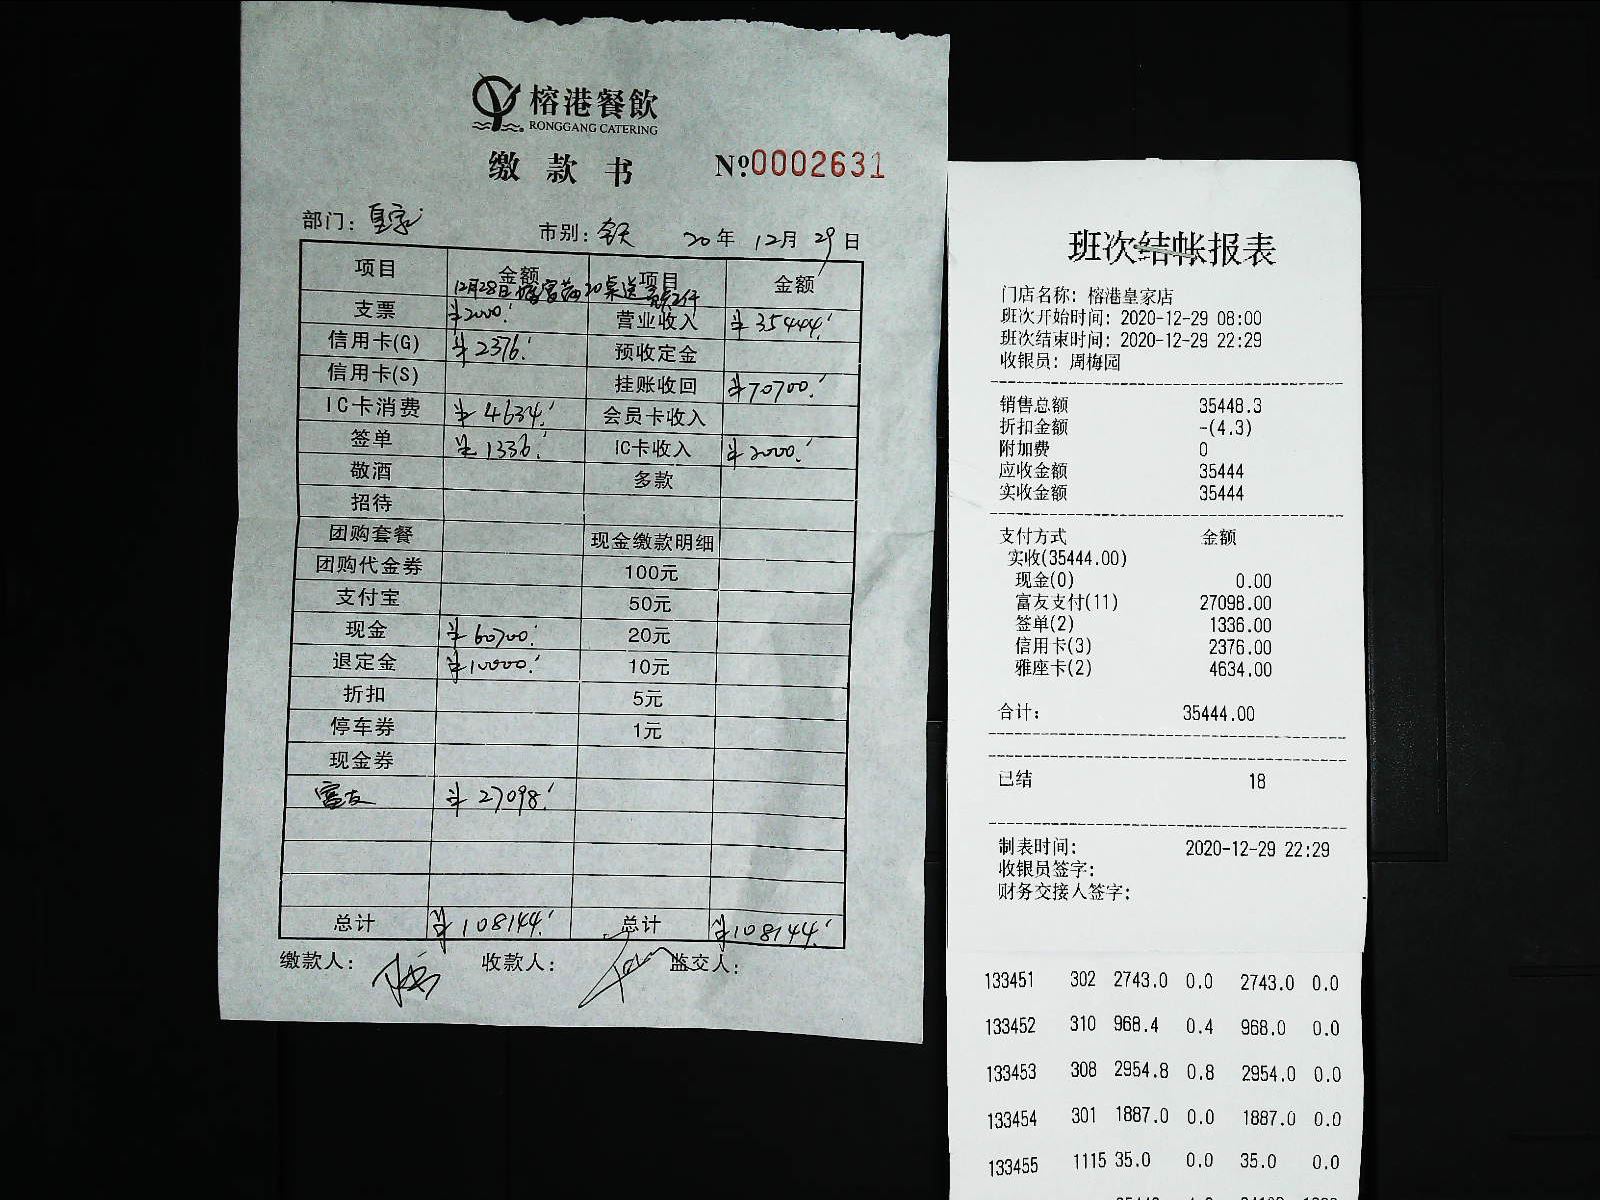 榕港餐飲
RONGGANG CATERING
缴款书 №:0002631
部门: 皇家 市别: 全天 20年 12月 29日
项目 金额 项目 金额
12月28日 20桌送
支票 ¥2000. 营业收入 ¥35444.
信用卡(G) ¥2376. 预收定金
信用卡(S) 挂账收回 ¥70700.
IC卡消费 ¥4634. 会员卡收入
签单 ¥1336. IC卡收入 ¥2000.
敬酒 多款
招待
团购套餐 现金缴款明细
团购代金券 100元
支付宝 50元
现金 ¥60700. 20元
退定金 ¥10000. 10元
折扣 5元
停车券 1元
现金券
富友 ¥27098.
总计 ¥108144. 总计 ¥108144.
缴款人: 收款人: 监交人:
班次结帐报表
门店名称: 榕港皇家店
班次开始时间: 2020-12-29 08:00
班次结束时间: 2020-12-29 22:29
收银员: 周梅园
销售总额 35448.3
折扣金额 -(4.3)
附加费 0
应收金额 35444
实收金额 35444
支付方式 金额
实收(35444.00)
现金(0) 0.00
富友支付(11) 27098.00
签单(2) 1336.00
信用卡(3) 2376.00
雅座卡(2) 4634.00
合计: 35444.00
已结 18
制表时间: 2020-12-29 22:29
收银员签字:
财务交接人签字:
133451 302 2743.0 0.0 2743.0 0.0
133452 310 968.4 0.4 968.0 0.0
133453 308 2954.8 0.8 2954.0 0.0
133454 301 1887.0 0.0 1887.0 0.0
133455 1115 35.0 0.0 35.0 0.0